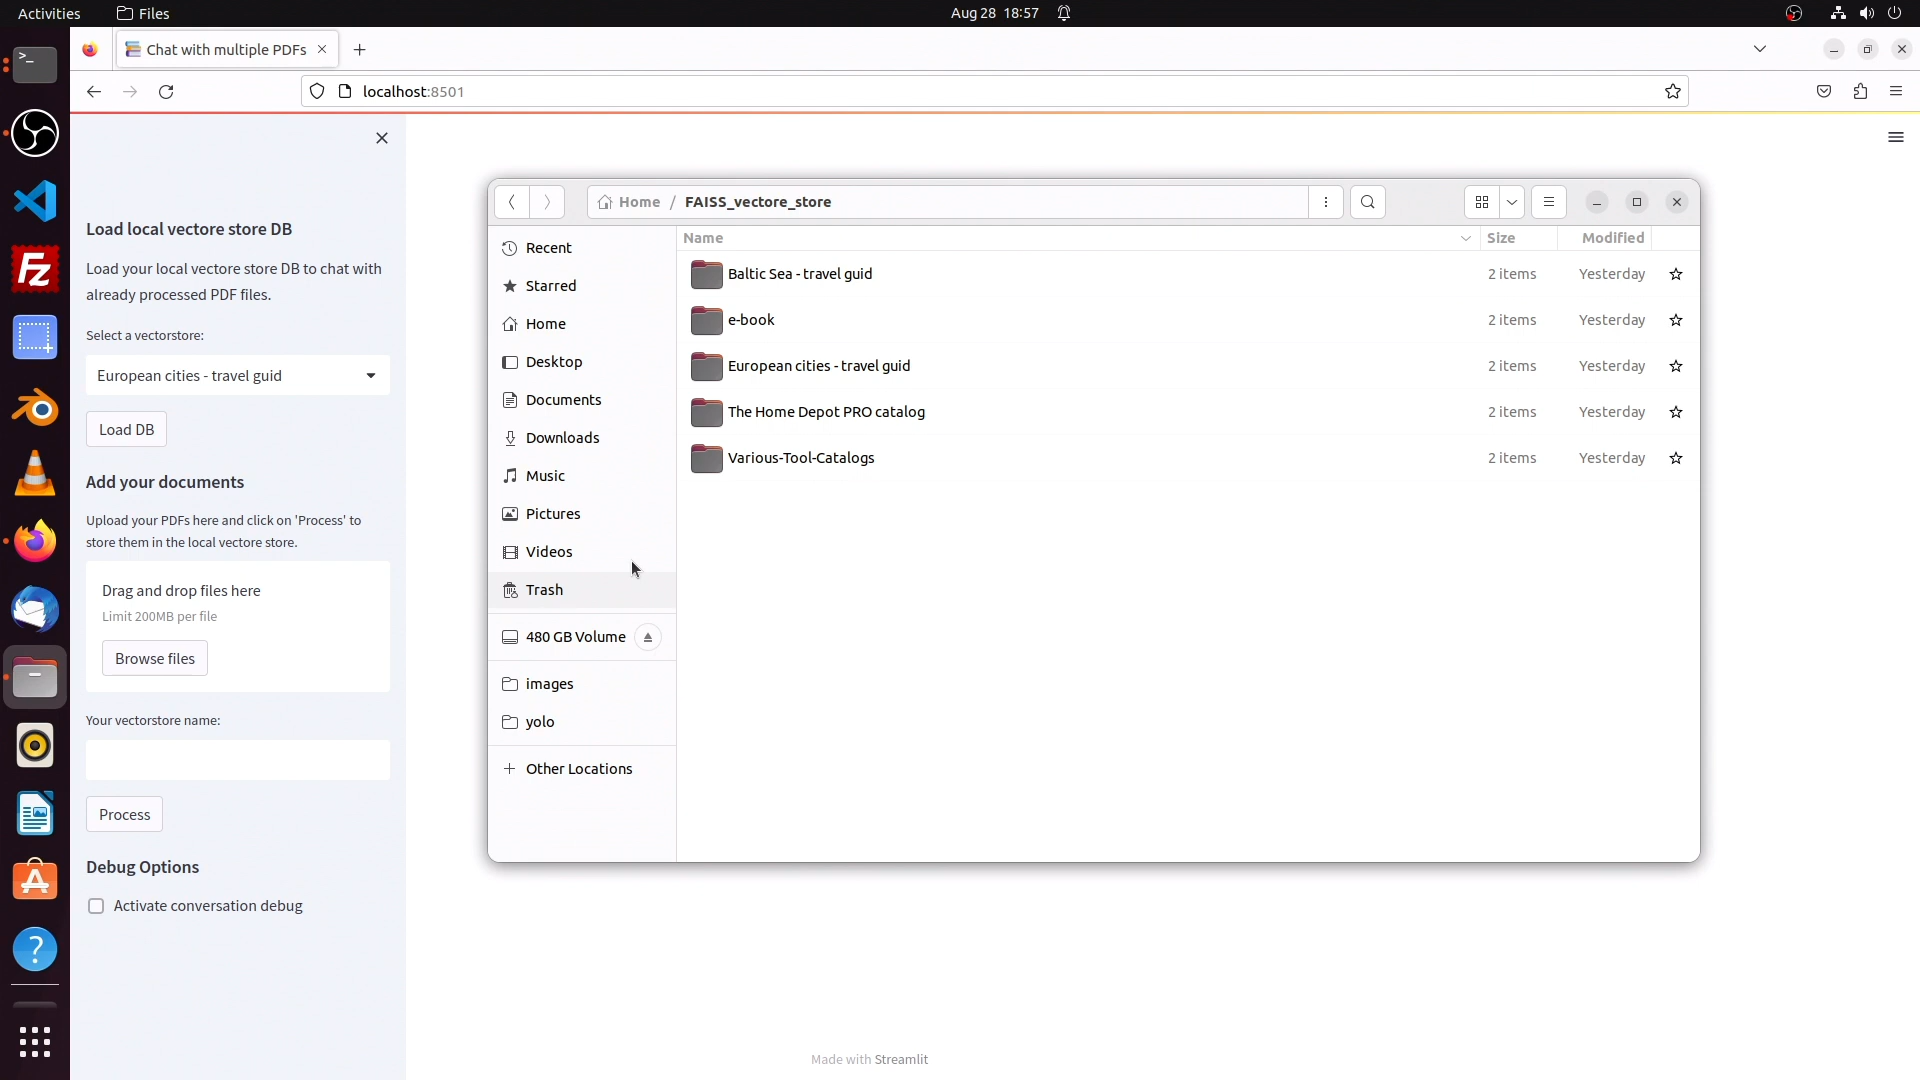 Activities
Files
Aug 28 18:57
Chat with multiple PDFs
localhost:8501
Load local vectore store DB
Load your local vectore store DB to chat with
already processed PDF files.
Select a vectorstore:
European cities - travel guid
Load DB
Add your documents
Upload your PDFs here and click on 'Process' to
store them in the local vectore store.
Drag and drop files here
Limit 200MB per file
Browse files
Your vectorstore name:
Process
Debug Options
Activate conversation debug
Home / FAISS_vectore_store
Recent
Starred
Home
Desktop
Documents
Downloads
Music
Pictures
Videos
Trash
480 GB Volume
images
yolo
+ Other Locations
Name Size Modified
Baltic Sea - travel guid 2 items Yesterday
e-book 2 items Yesterday
European cities - travel guid 2 items Yesterday
The Home Depot PRO catalog 2 items Yesterday
Various-Tool-Catalogs 2 items Yesterday
Made with Streamlit